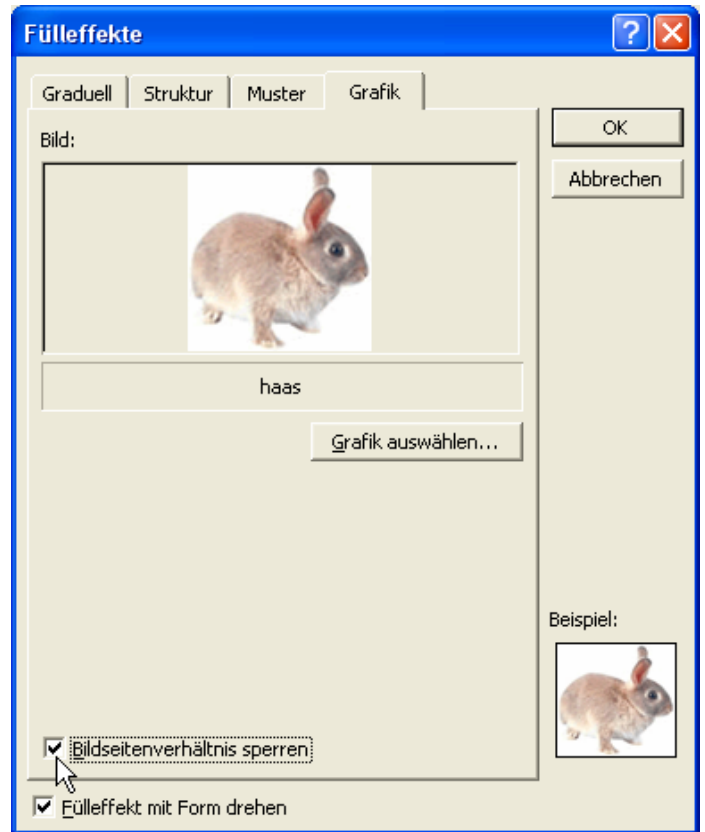 Fülleffekte
Graduell Struktur Muster Grafik
Bild:
OK
Abbrechen
haas
Grafik auswählen...
Beispiel:
Bildseitenverhältnis sperren
Fülleffekt mit Form drehen